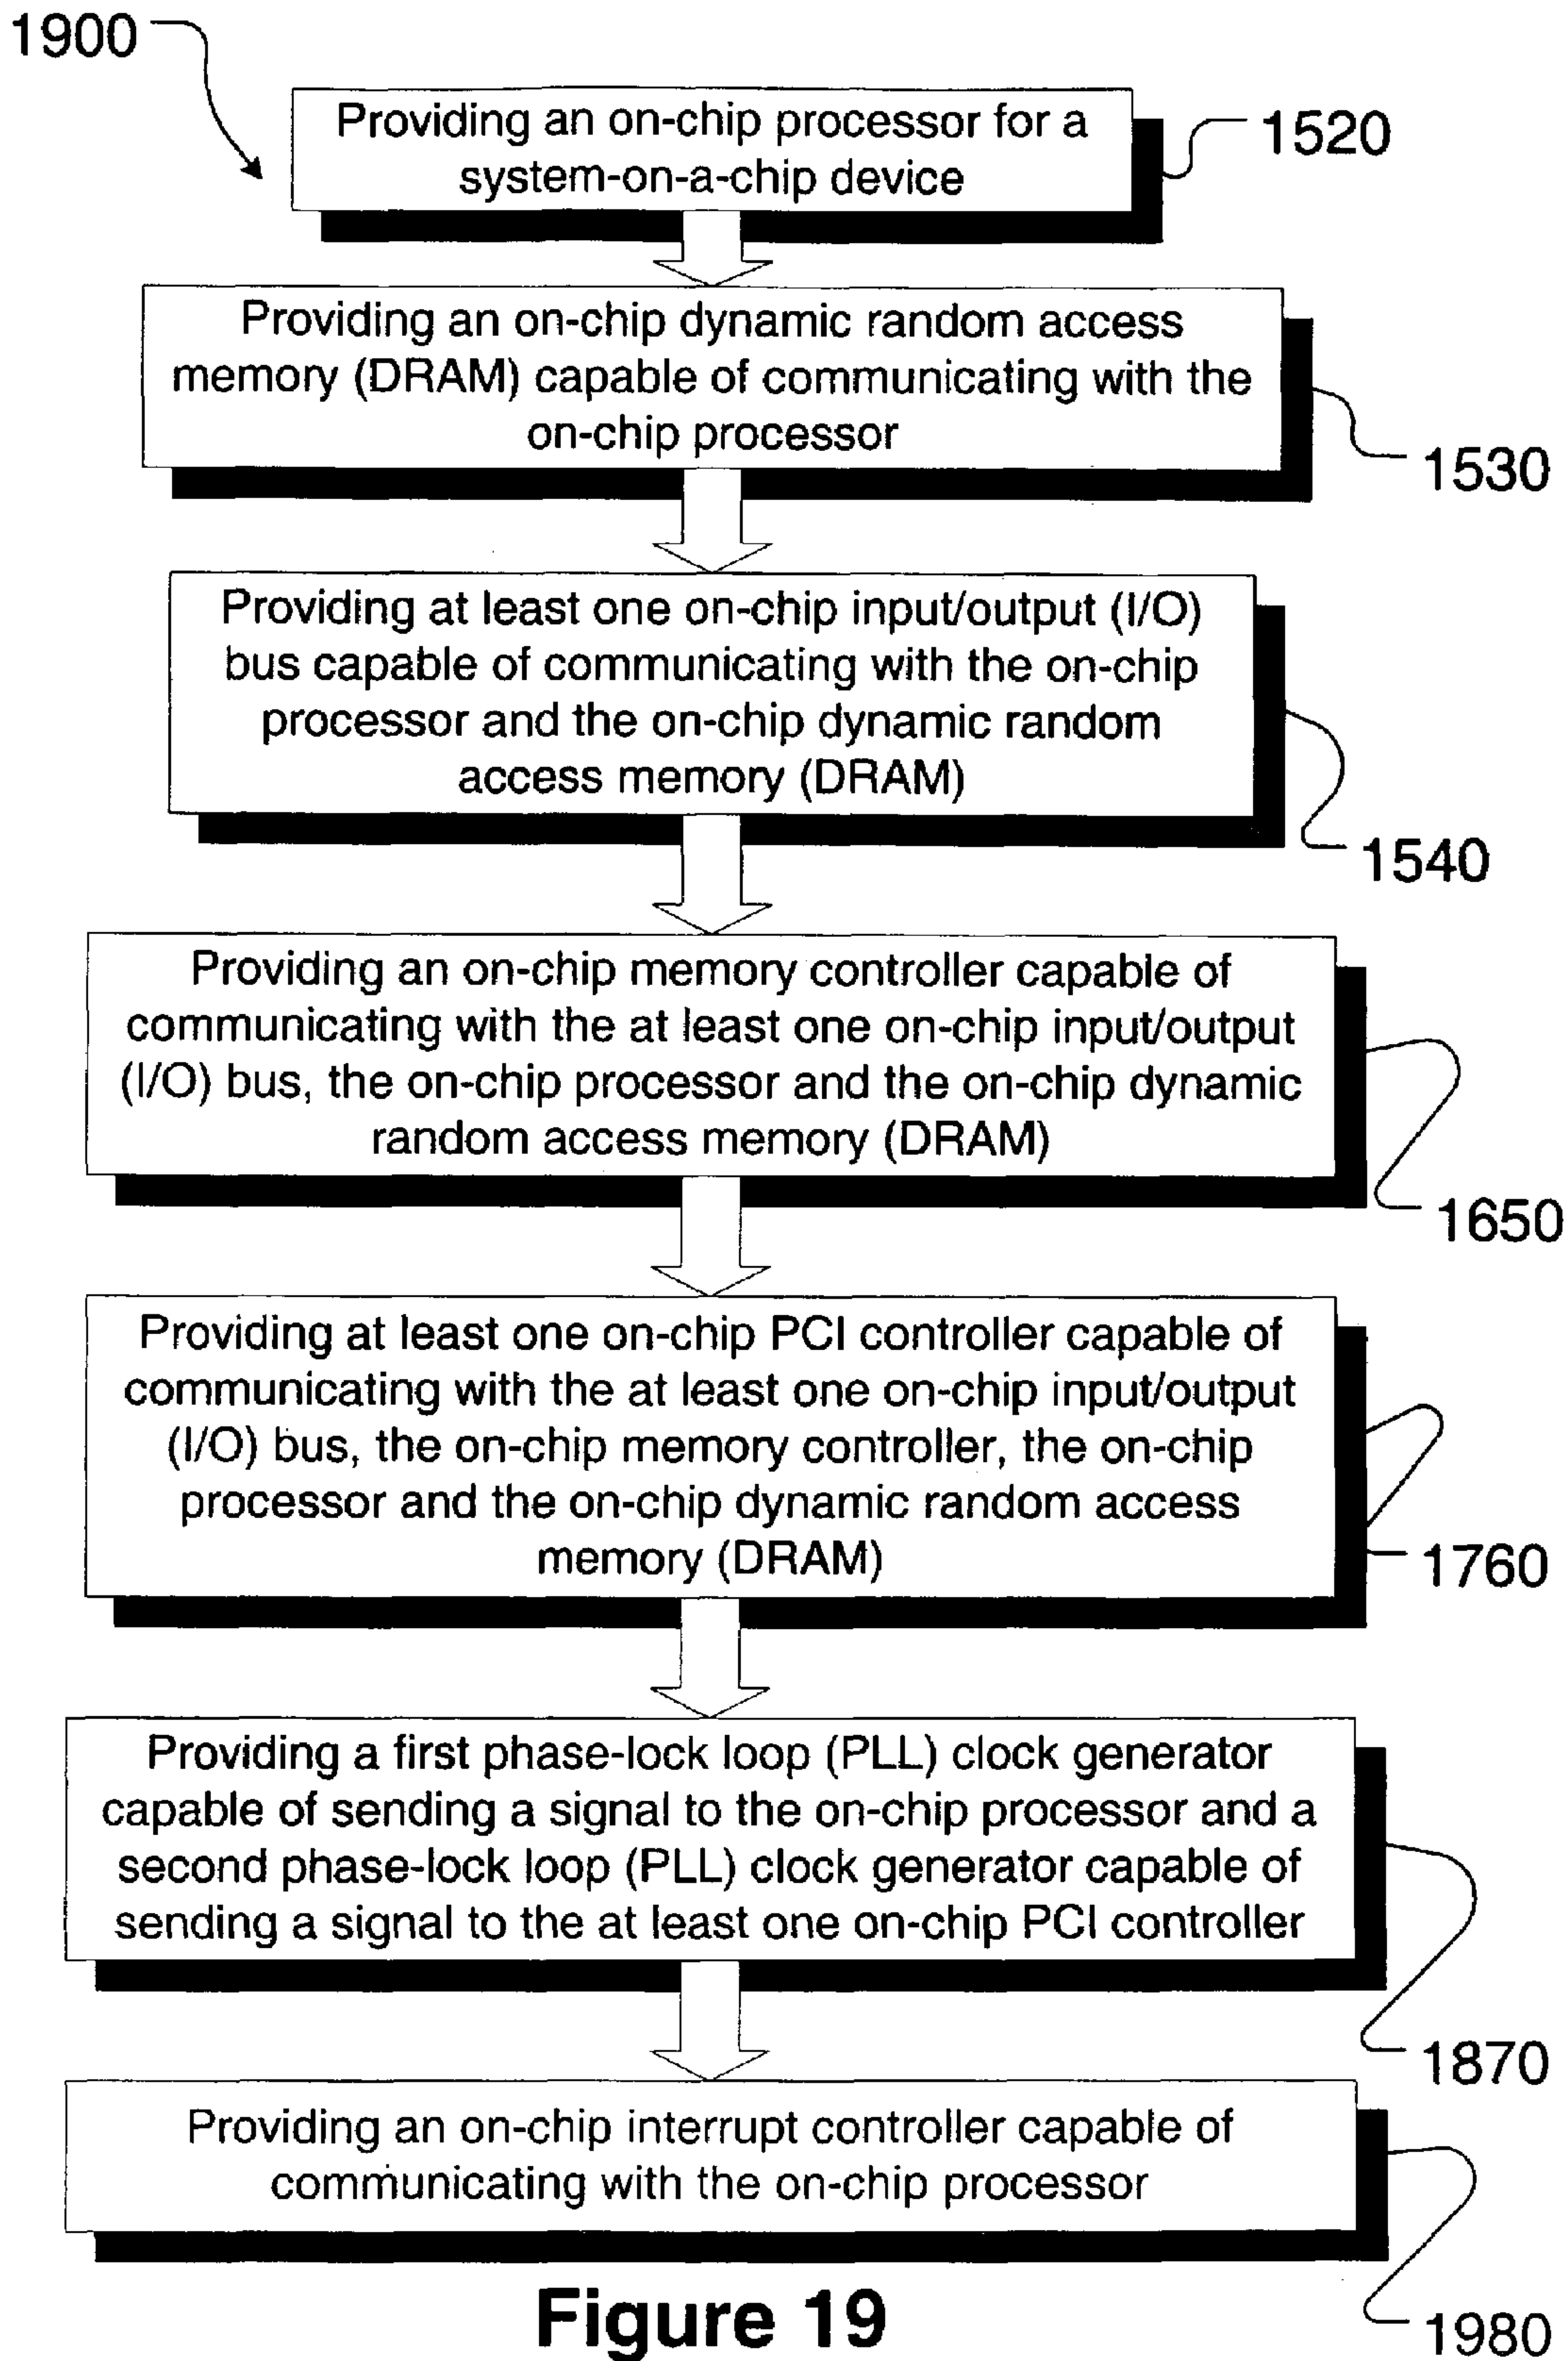 1900
Providing an on-chip processor for a
system-on-a-chip device
1520
Providing an on-chip dynamic random access
memory (DRAM) capable of communicating with the
on-chip processor
1530
Providing at least one on-chip input/output (I/O)
bus capable of communicating with the on-chip
processor and the on-chip dynamic random
access memory (DRAM)
1540
Providing an on-chip memory controller capable of
communicating with the at least one on-chip input/output
(I/O) bus, the on-chip processor and the on-chip dynamic
random access memory (DRAM)
1650
Providing at least one on-chip PCI controller capable of
communicating with the at least one on-chip input/output
(I/O) bus, the on-chip memory controller, the on-chip
processor and the on-chip dynamic random access
memory (DRAM)
1760
Providing a first phase-lock loop (PLL) clock generator
capable of sending a signal to the on-chip processor and a
second phase-lock loop (PLL) clock generator capable of
sending a signal to the at least one on-chip PCI controller
1870
Providing an on-chip interrupt controller capable of
communicating with the on-chip processor
1980
Figure 19